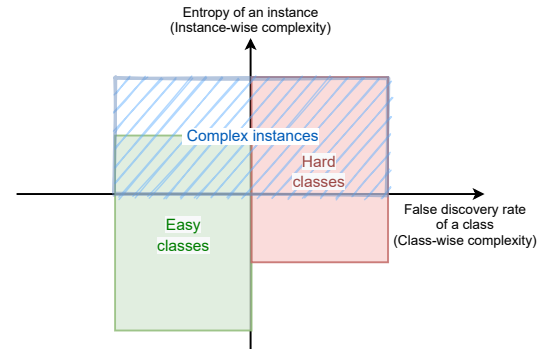 Entropy of an instance
(Instance-wise complexity)
Complex instances
Hard
classes
False discovery rate
of a class
(Class-wise complexity)
Easy
classes